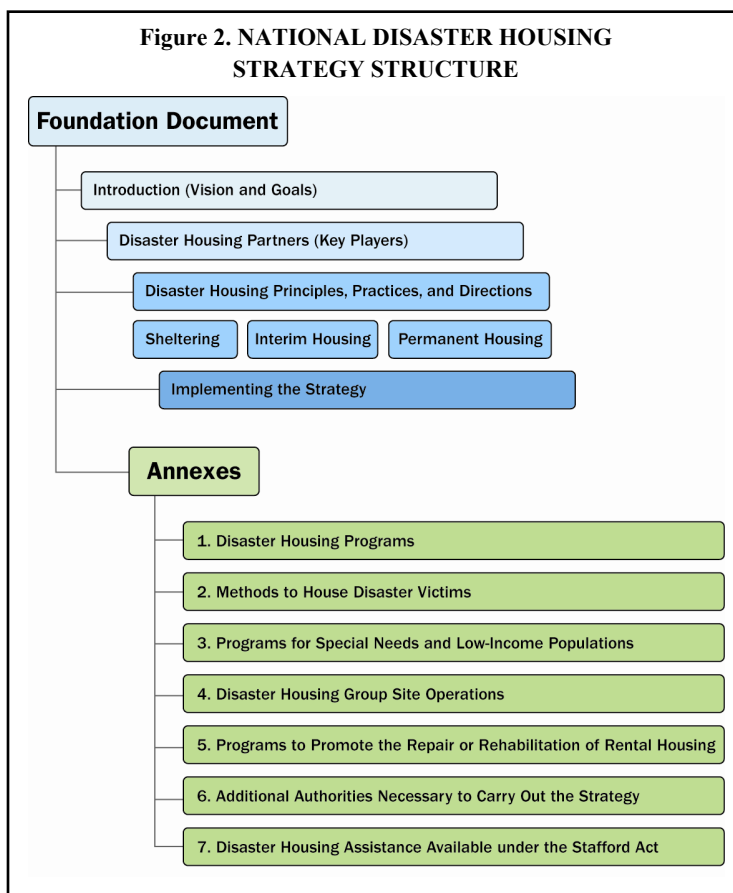 Figure 2. NATIONAL DISASTER HOUSING
STRATEGY STRUCTURE
Foundation Document
Introduction (Vision and Goals)
Disaster Housing Partners (Key Players)
Disaster Housing Principles, Practices, and Directions
Sheltering
Interim Housing
Permanent Housing
Implementing the Strategy
Annexes
1. Disaster Housing Programs
2. Methods to House Disaster Victims
3. Programs for Special Needs and Low-Income Populations
4. Disaster Housing Group Site Operations
5. Programs to Promote the Repair or Rehabilitation of Rental Housing
6. Additional Authorities Necessary to Carry Out the Strategy
7. Disaster Housing Assistance Available under the Stafford Act